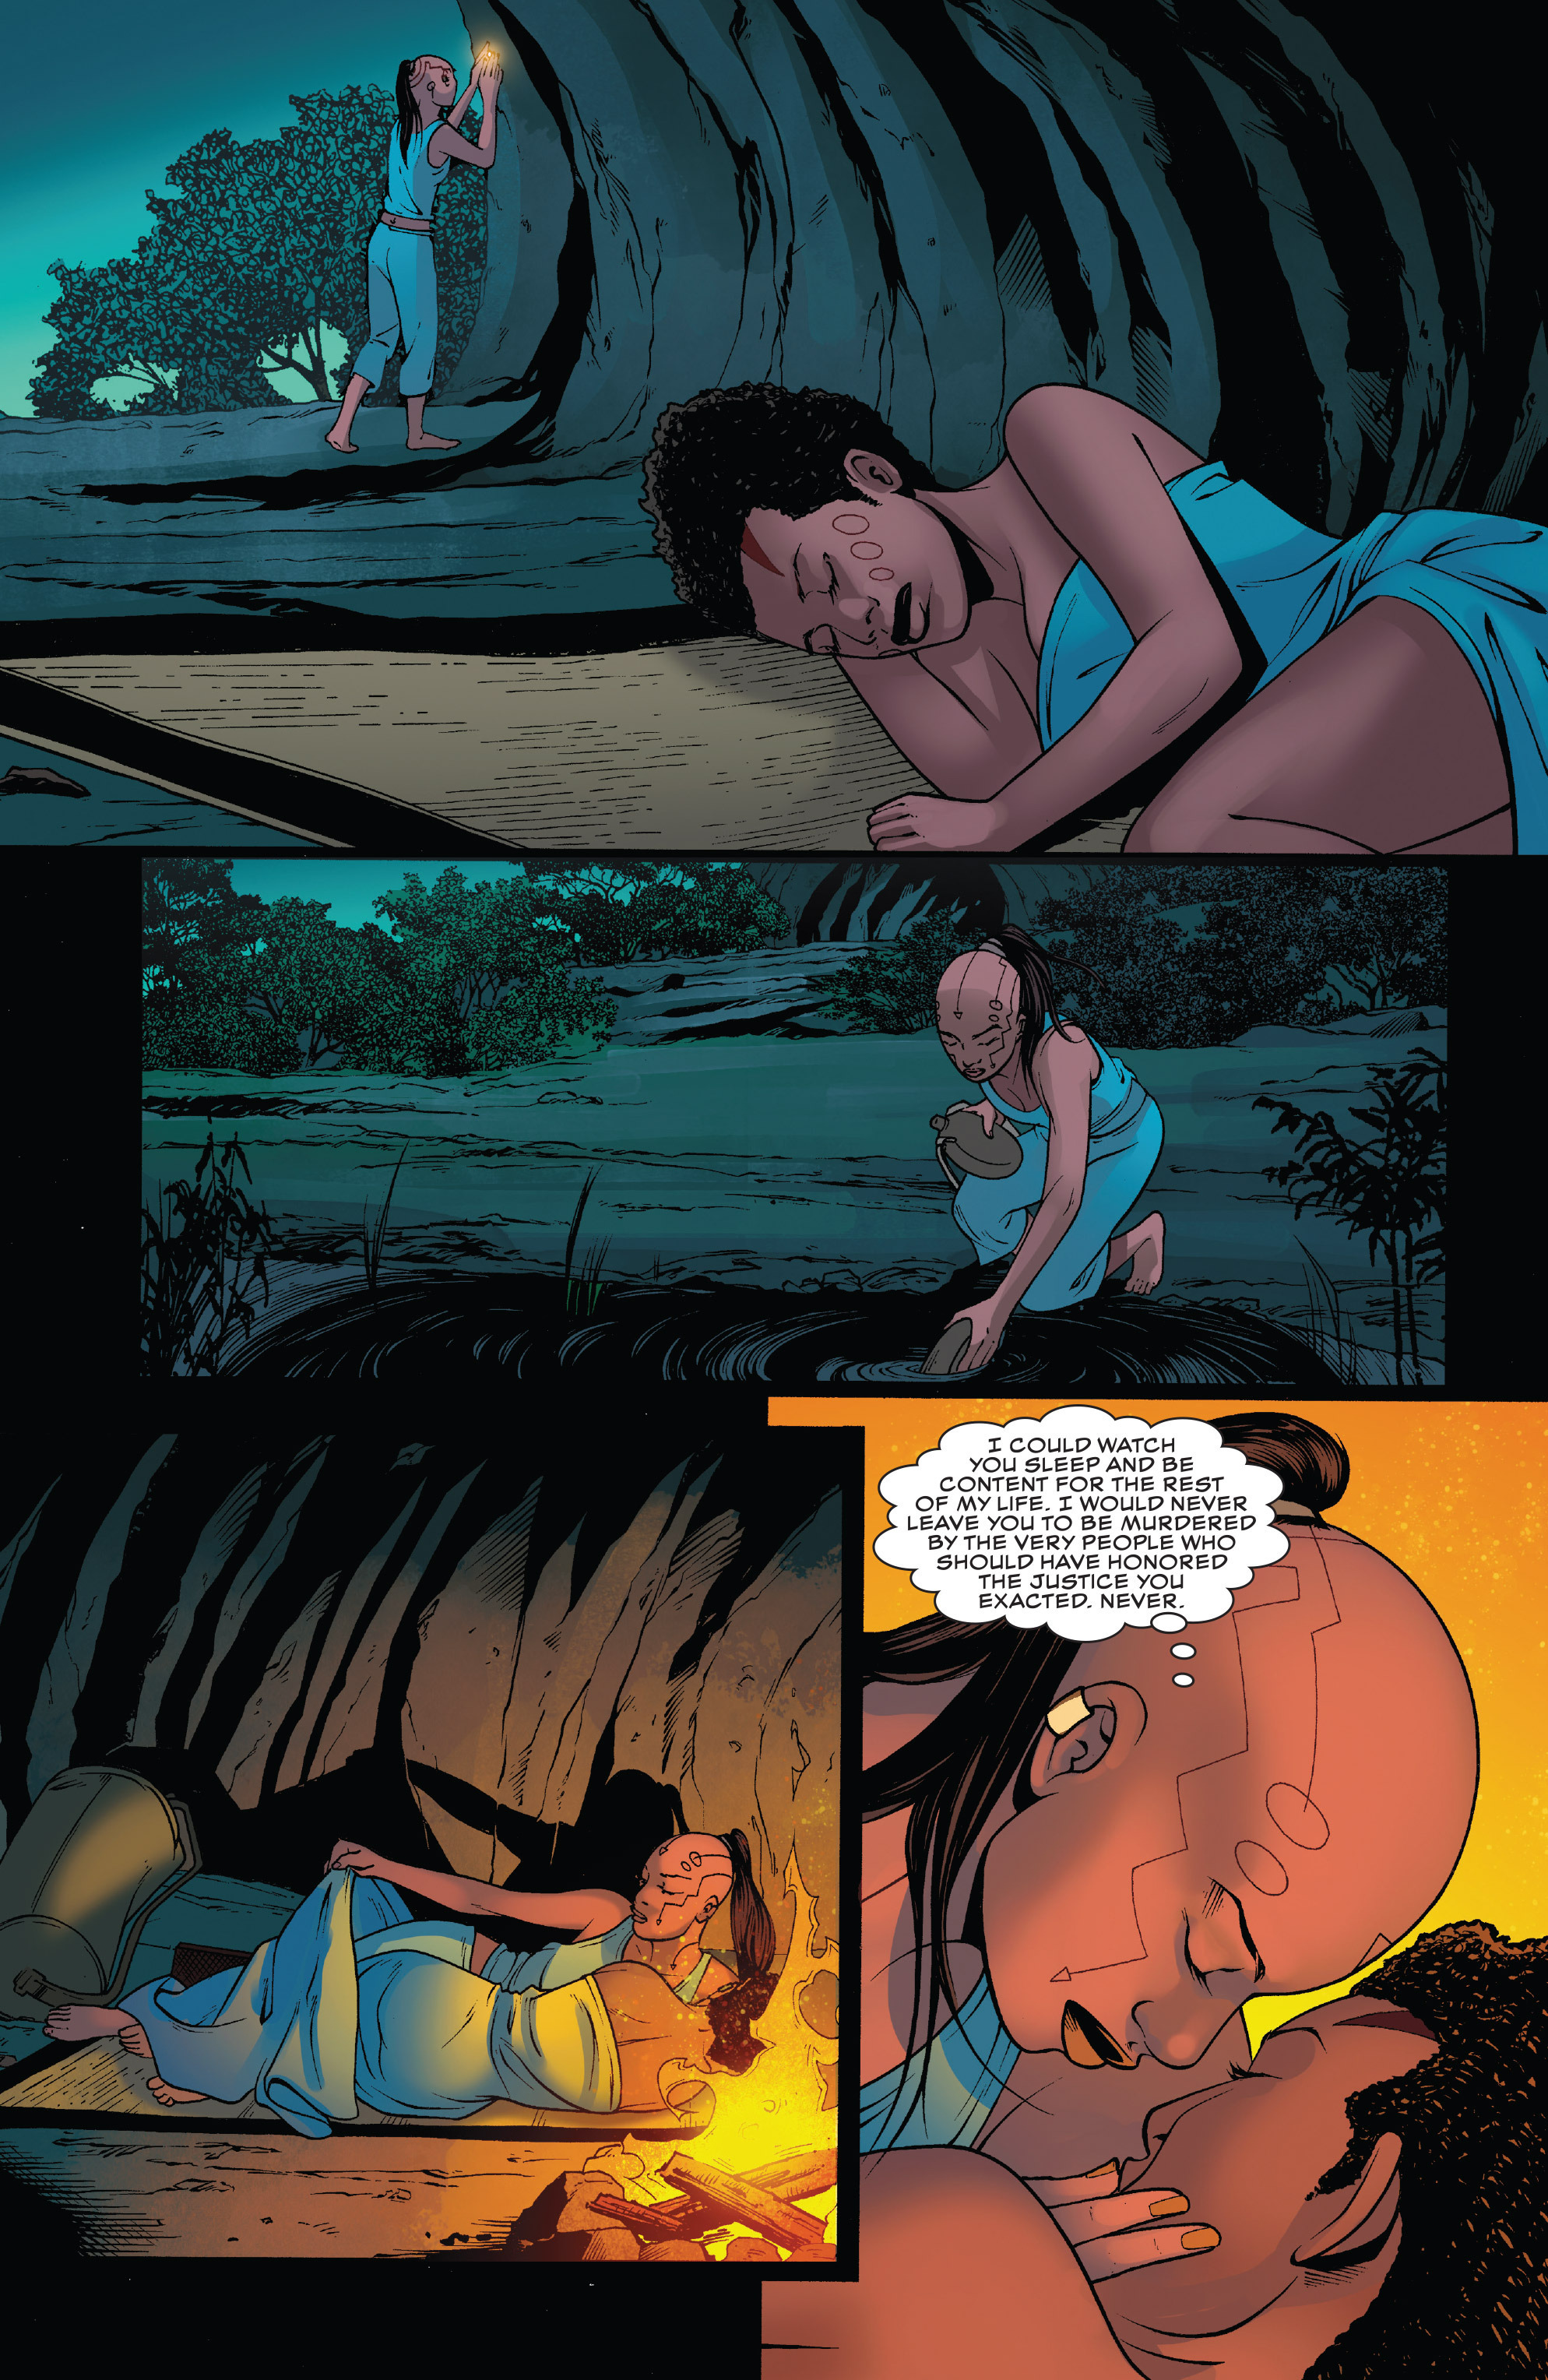 I COULD WATCH
YOU SLEEP AND BE
CONTENT FOR THE REST
OF MY LIFE. I WOULD NEVER
LEAVE YOU TO BE MURDERED
BY THE VERY PEOPLE WHO
SHOULD HAVE HONORED
THE JUSTICE YOU
EXACTED. NEVER.